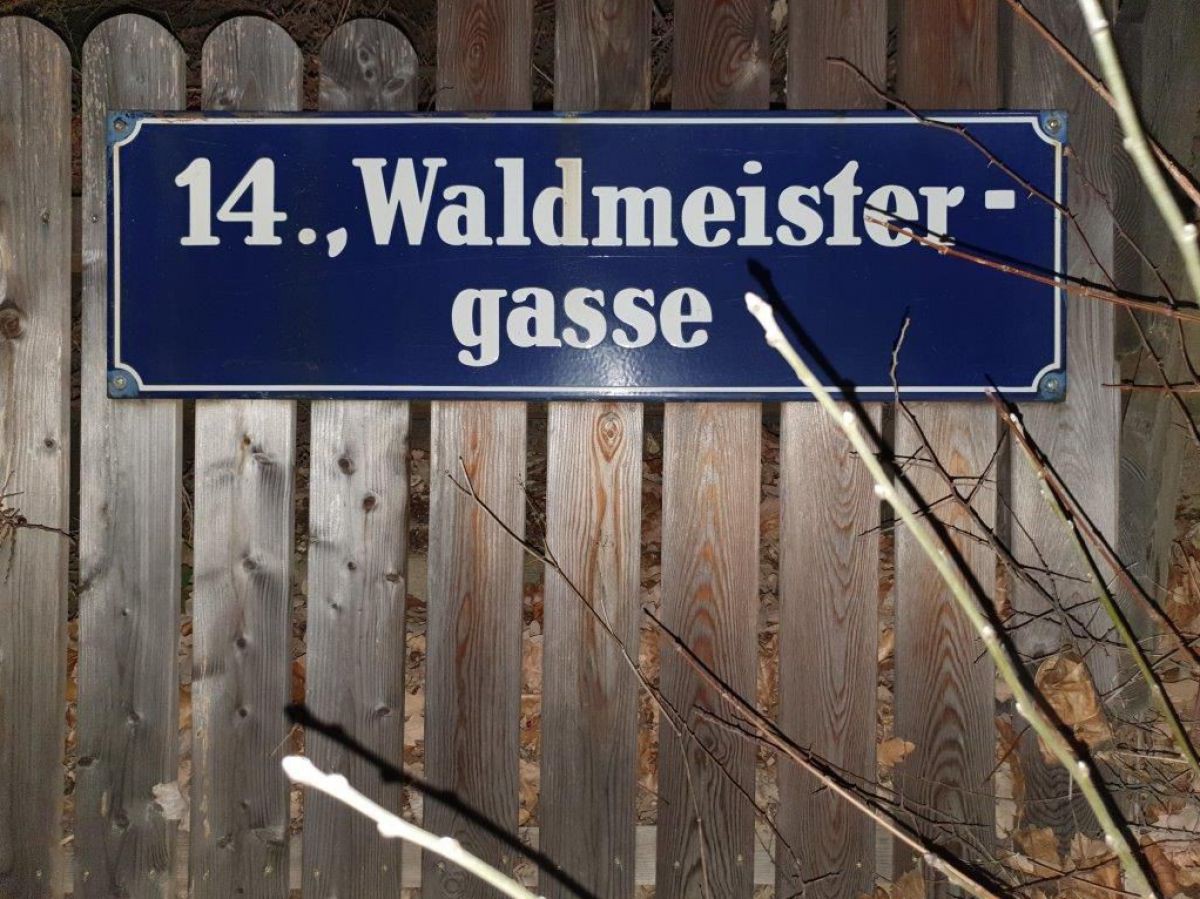 14., Waldmeister-
gasse